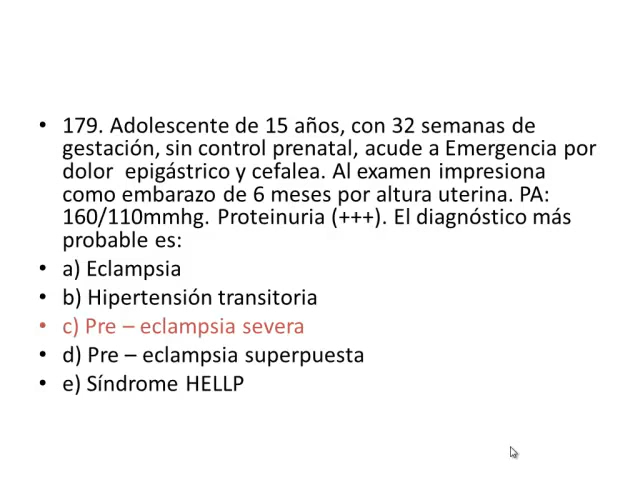 • 179. Adolescente de 15 años, con 32 semanas de
gestación, sin control prenatal, acude a Emergencia por
dolor epigástrico y cefalea. Al examen impresiona
como embarazo de 6 meses por altura uterina. PA:
160/110mmhg. Proteinuria (+++). El diagnóstico más
probable es:
• a) Eclampsia
• b) Hipertensión transitoria
• c) Pre – eclampsia severa
• d) Pre – eclampsia superpuesta
• e) Síndrome HELLP